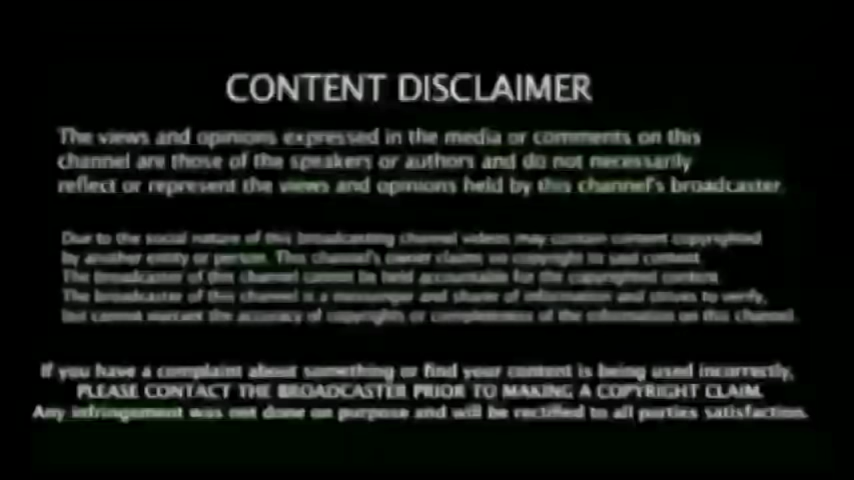 CONTENT DISCLAIMER
The views and opinions expressed in the media or comments on this
channel are those of the speakers or authors and do not necessarily
reflect or represent the views and opinions held by this channel's broadcaster.
Due to the social nature of this broadcasting channel videos may contain content copyrighted
by another entity or person. This channel's owner claims no copyright to said content.
The broadcaster of this channel cannot be held accountable for the copyrighted content.
The broadcaster of this channel is a messenger and sharer of information and strives to verify,
but cannot warrant the accuracy of copyrights or completeness of the information on this channel.
If you have a complaint about something or find your content is being used incorrectly,
PLEASE CONTACT THE BROADCASTER PRIOR TO MAKING A COPYRIGHT CLAIM.
Any infringement was not done on purpose and will be rectified to all parties satisfaction.